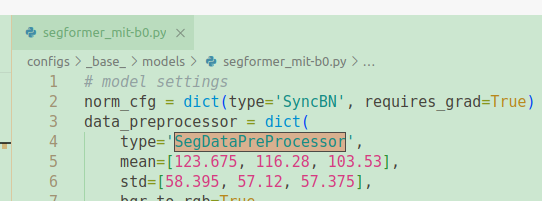 segformer_mit-b0.py ×
configs > _base_ > models > segformer_mit-b0.py > ...
1 # model settings
2 norm_cfg = dict(type='SyncBN', requires_grad=True)
3 data_preprocessor = dict(
4 type='SegDataPreProcessor',
5 mean=[123.675, 116.28, 103.53],
6 std=[58.395, 57.12, 57.375],
7 bgr_to_rgb=True